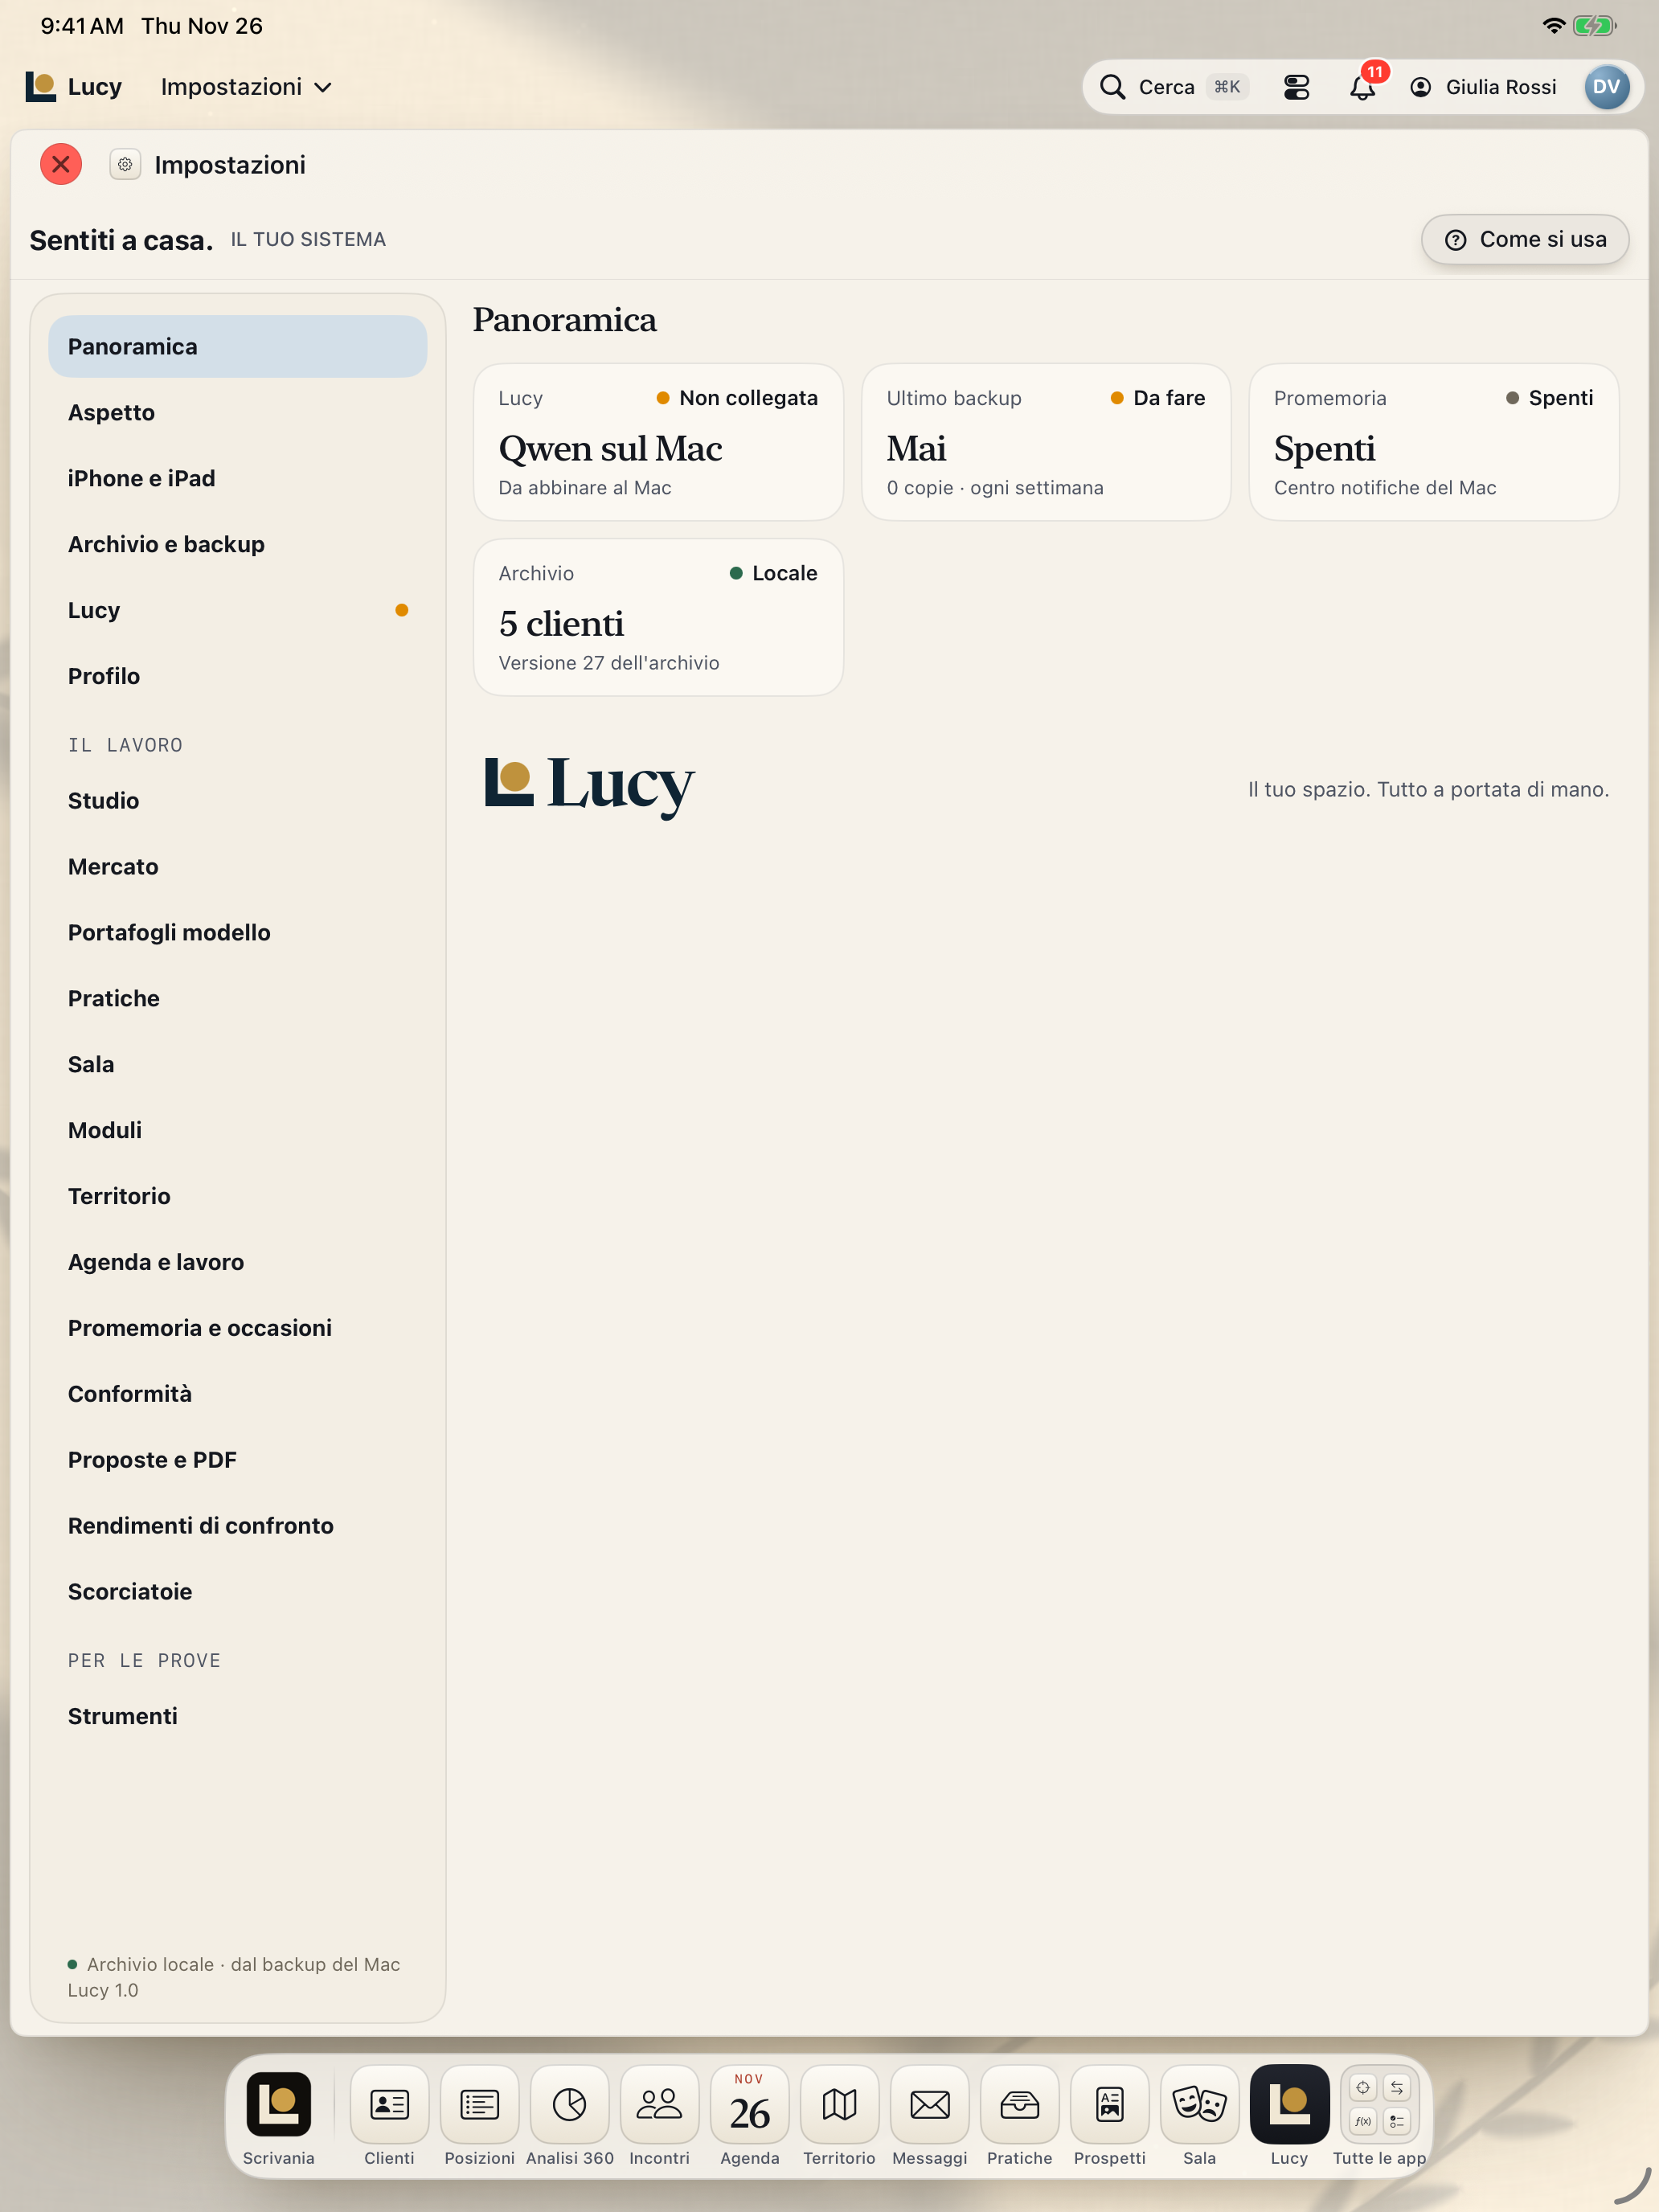 9:41 AM Thu Nov 26
Lucy
Impostazioni
Cerca
⌘K
11
Giulia Rossi
DV
Impostazioni
Sentiti a casa.
IL TUO SISTEMA
Come si usa
Panoramica
Aspetto
iPhone e iPad
Archivio e backup
Lucy
Profilo
IL LAVORO
Studio
Mercato
Portafogli modello
Pratiche
Sala
Moduli
Territorio
Agenda e lavoro
Promemoria e occasioni
Conformità
Proposte e PDF
Rendimenti di confronto
Scorciatoie
PER LE PROVE
Strumenti
Archivio locale · dal backup del Mac
Lucy 1.0
Panoramica
Lucy
Non collegata
Qwen sul Mac
Da abbinare al Mac
Ultimo backup
Da fare
Mai
0 copie · ogni settimana
Promemoria
Spenti
Spenti
Centro notifiche del Mac
Archivio
Locale
5 clienti
Versione 27 dell'archivio
Lucy
Il tuo spazio. Tutto a portata di mano.
NOV
26
f(x)
Scrivania
Clienti
Posizioni
Analisi 360
Incontri
Agenda
Territorio
Messaggi
Pratiche
Prospetti
Sala
Lucy
Tutte le app